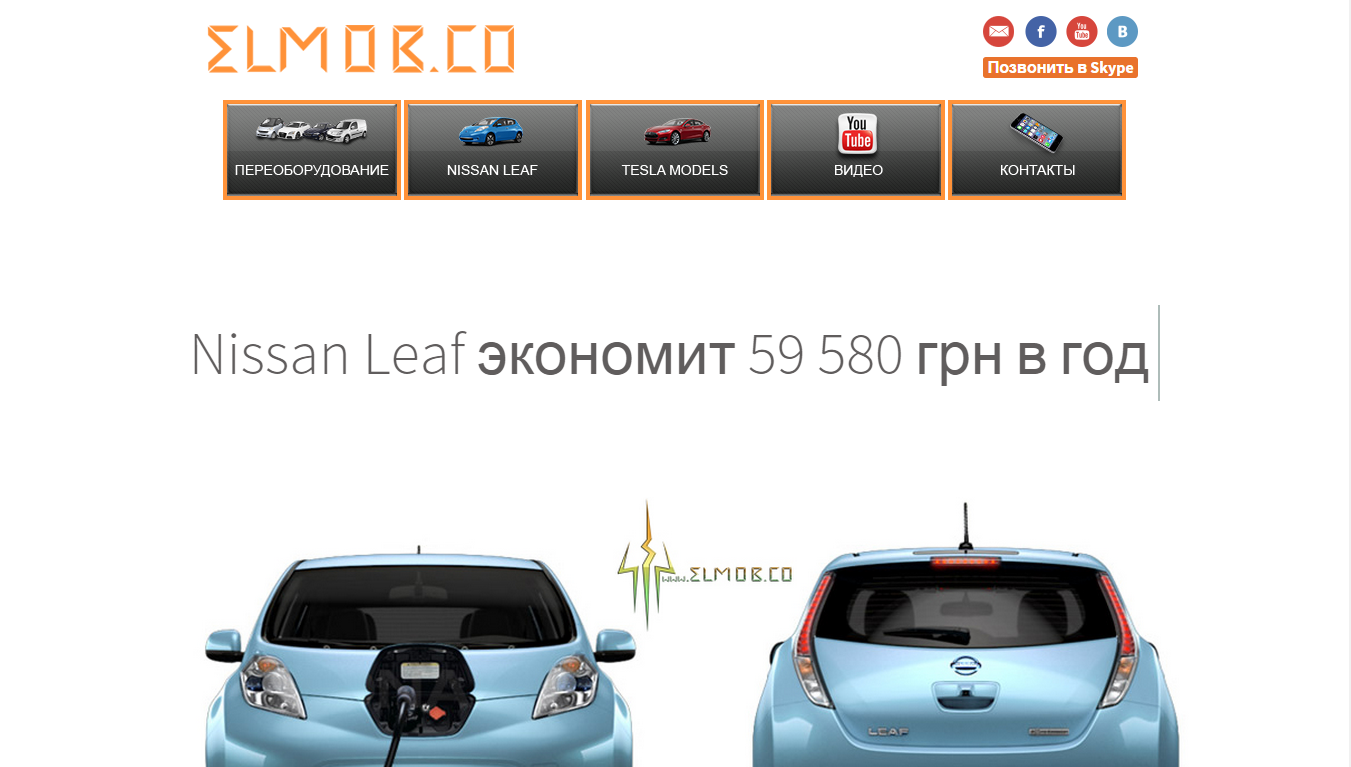 ELMOB.CO
You Tube
B
Позвонить в Skype
You Tube
ПЕРЕОБОРУДОВАНИЕ
NISSAN LEAF
TESLA MODELS
ВИДЕО
КОНТАКТЫ
Nissan Leaf экономит 59 580 грн в год
www.ELMOB.CO
LEAF